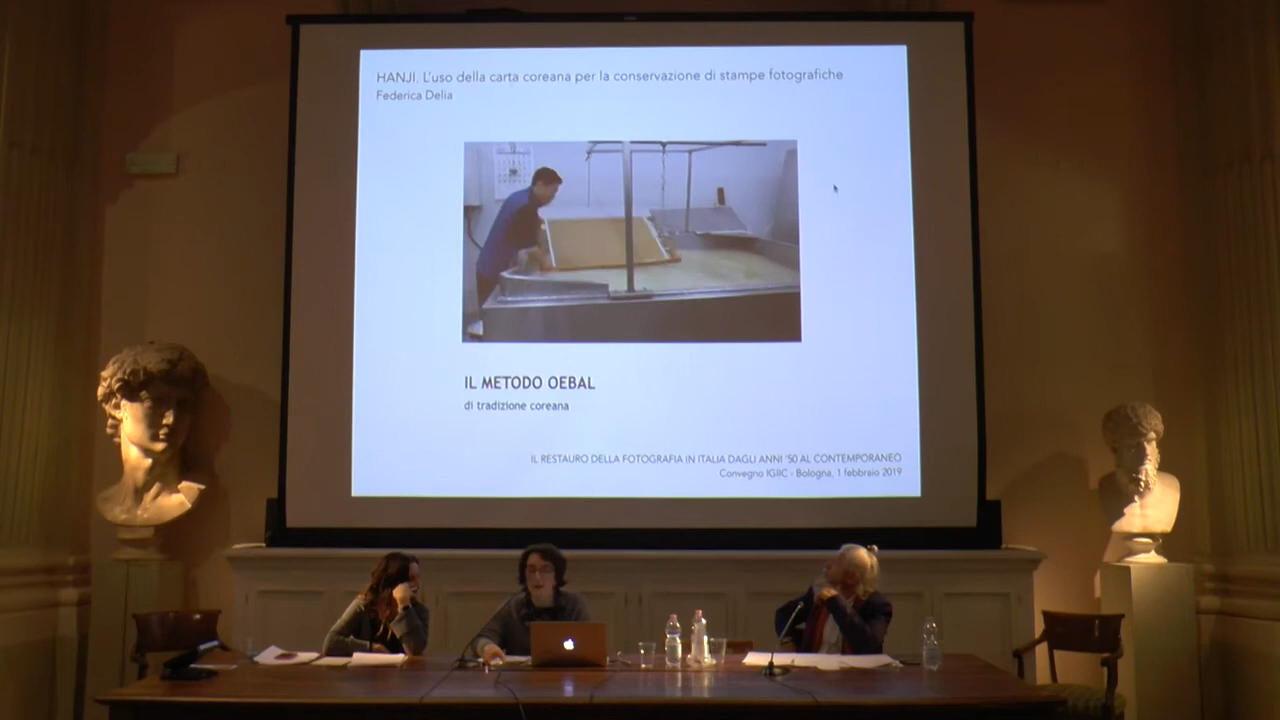 HANJI. L'uso della carta coreana per la conservazione di stampe fotografiche
Federica Delia
IL METODO OEBAL
di tradizione coreana
IL RESTAURO DELLA FOTOGRAFIA IN ITALIA DAGLI ANNI '50 AL CONTEMPORANEO
Convegno IGIIC - Bologna, 1 febbraio 2019